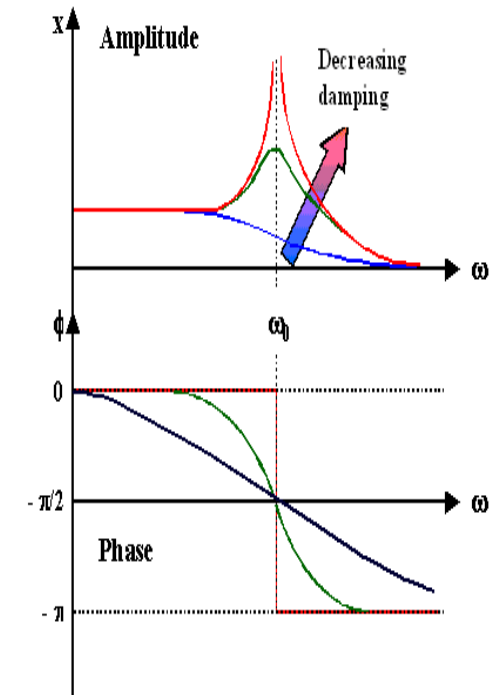 x
Amplitude
Decreasing
damping
ω
ϕ
ω₀
0
- π/2
ω
Phase
- π